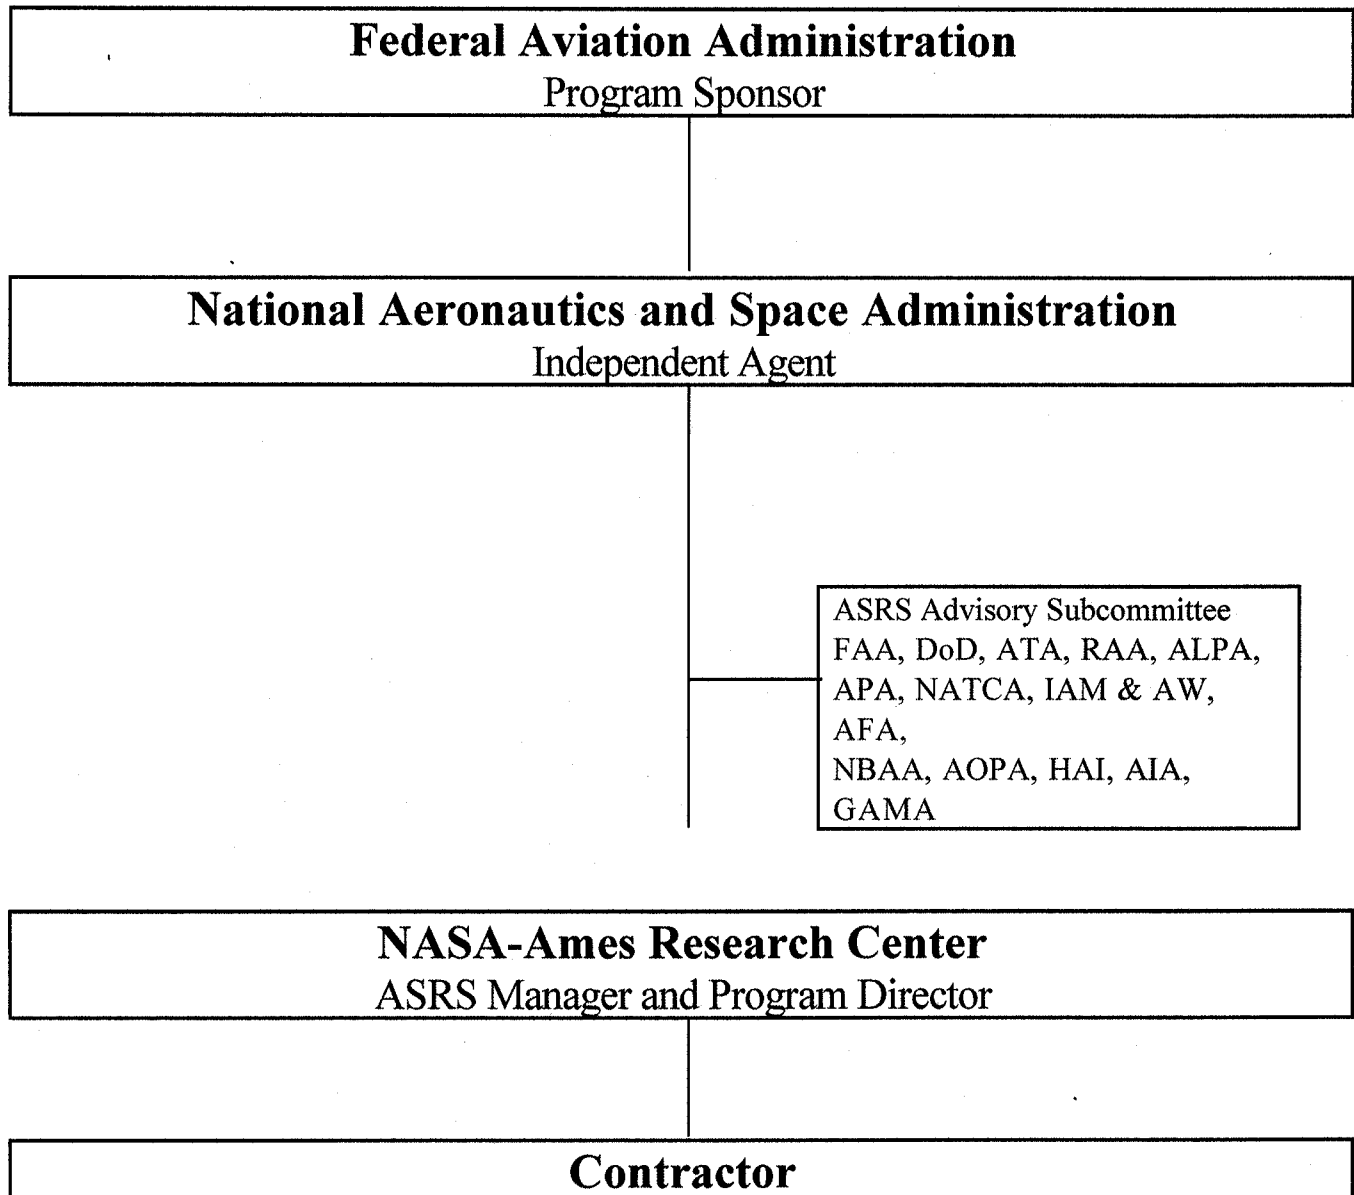 Federal Aviation Administration
Program Sponsor
National Aeronautics and Space Administration
Independent Agent
ASRS Advisory Subcommittee
FAA, DoD, ATA, RAA, ALPA,
APA, NATCA, IAM & AW,
AFA,
NBAA, AOPA, HAI, AIA,
GAMA
NASA-Ames Research Center
ASRS Manager and Program Director
Contractor